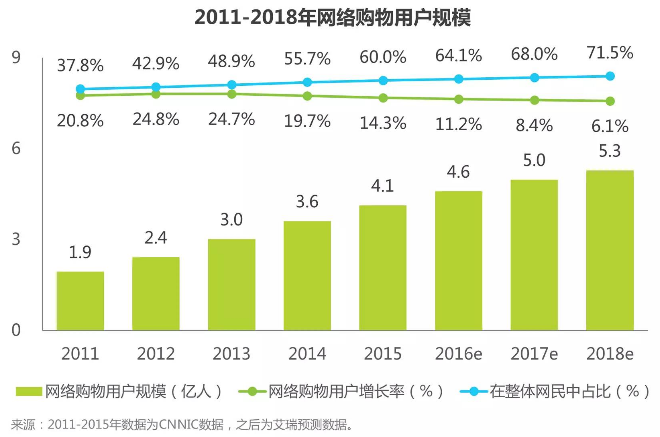 2011-2018年网络购物用户规模
9
37.8% 42.9% 48.9% 55.7% 60.0% 64.1% 68.0% 71.5%
20.8% 24.8% 24.7% 19.7% 14.3% 11.2% 8.4% 6.1%
6
1.9 2.4 3.0 3.6 4.1 4.6 5.0 5.3
3
0
2011 2012 2013 2014 2015 2016e 2017e 2018e
网络购物用户规模（亿人） 网络购物用户增长率（%） 在整体网民中占比（%）
来源：2011-2015年数据为CNNIC数据，之后为艾瑞预测数据。